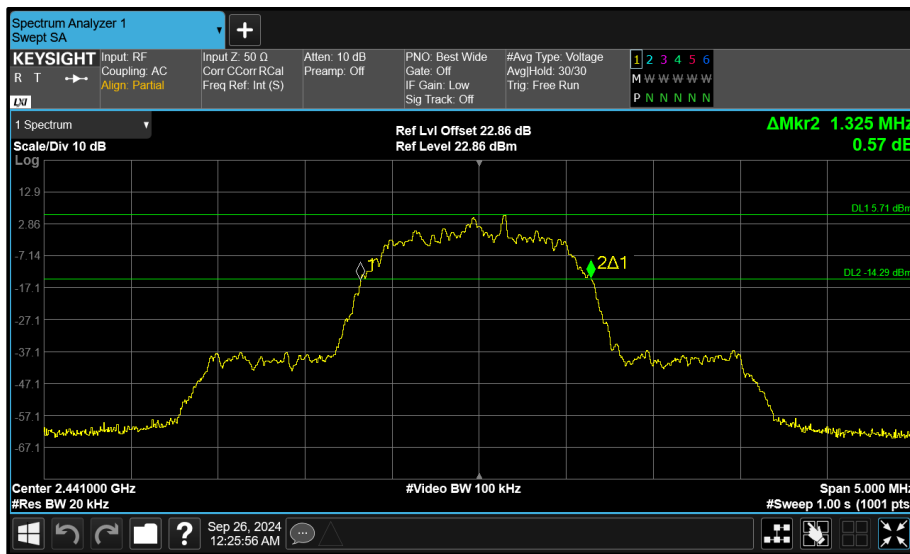 Spectrum Analyzer 1
Swept SA
KEYSIGHT
R T
LXI
Input: RF
Coupling: AC
Align: Partial
Input Z: 50 Ω
Corr CCorr RCal
Freq Ref: Int (S)
Atten: 10 dB
Preamp: Off
PNO: Best Wide
Gate: Off
IF Gain: Low
Sig Track: Off
#Avg Type: Voltage
Avg|Hold: 30/30
Trig: Free Run
1 2 3 4 5 6
M W W W W W
P N N N N N
1 Spectrum
Scale/Div 10 dB
Ref Lvl Offset 22.86 dB
Ref Level 22.86 dBm
ΔMkr2 1.325 MHz
0.57 dB
Log
12.9
DL1 5.71 dBm
2.86
-7.14
1
2Δ1
DL2 -14.29 dBm
-17.1
-27.1
-37.1
-47.1
-57.1
-67.1
Center 2.441000 GHz
#Video BW 100 kHz
Span 5.000 MHz
#Res BW 20 kHz
#Sweep 1.00 s (1001 pts
?
Sep 26, 2024
12:25:56 AM